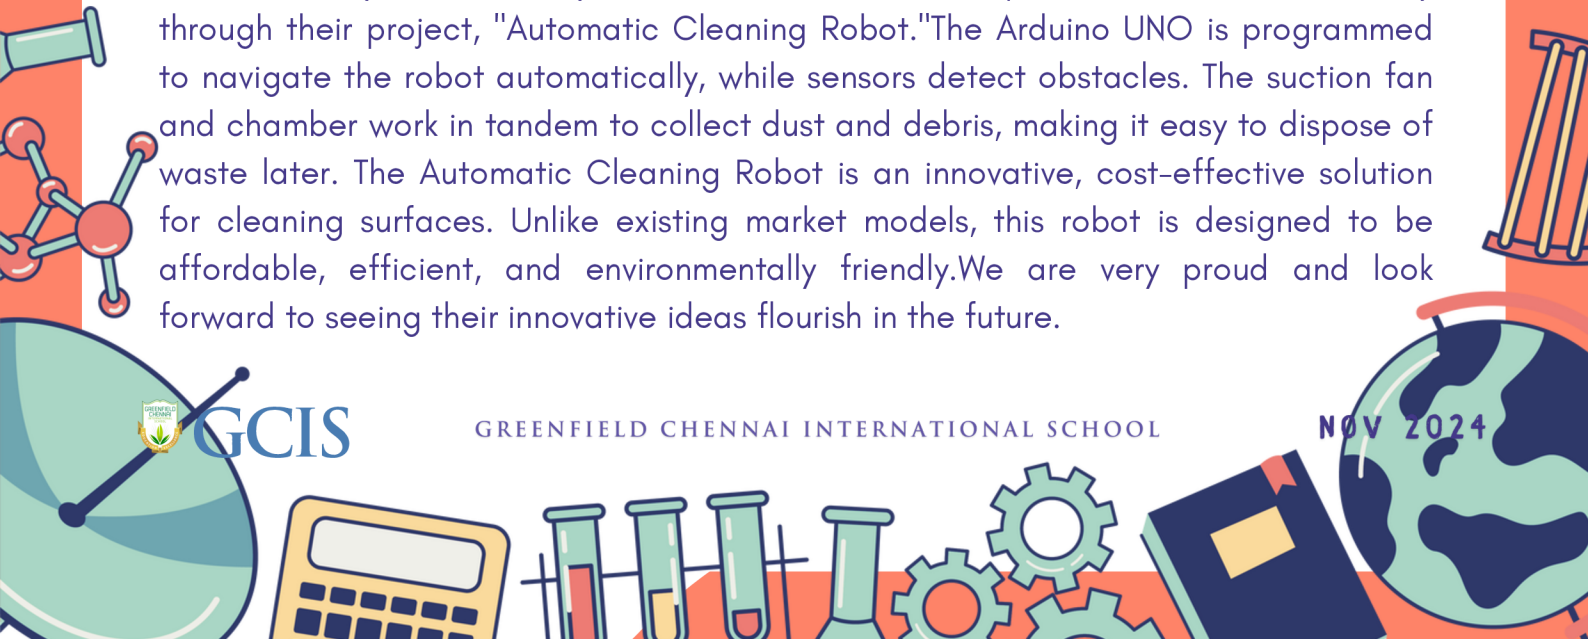 through their project, "Automatic Cleaning Robot."The Arduino UNO is programmed
to navigate the robot automatically, while sensors detect obstacles. The suction fan
and chamber work in tandem to collect dust and debris, making it easy to dispose of
waste later. The Automatic Cleaning Robot is an innovative, cost-effective solution
for cleaning surfaces. Unlike existing market models, this robot is designed to be
affordable, efficient, and environmentally friendly.We are very proud and look
forward to seeing their innovative ideas flourish in the future.
GREENFIELD
CHENNAI
GCIS
GREENFIELD CHENNAI INTERNATIONAL SCHOOL
NOV 2024